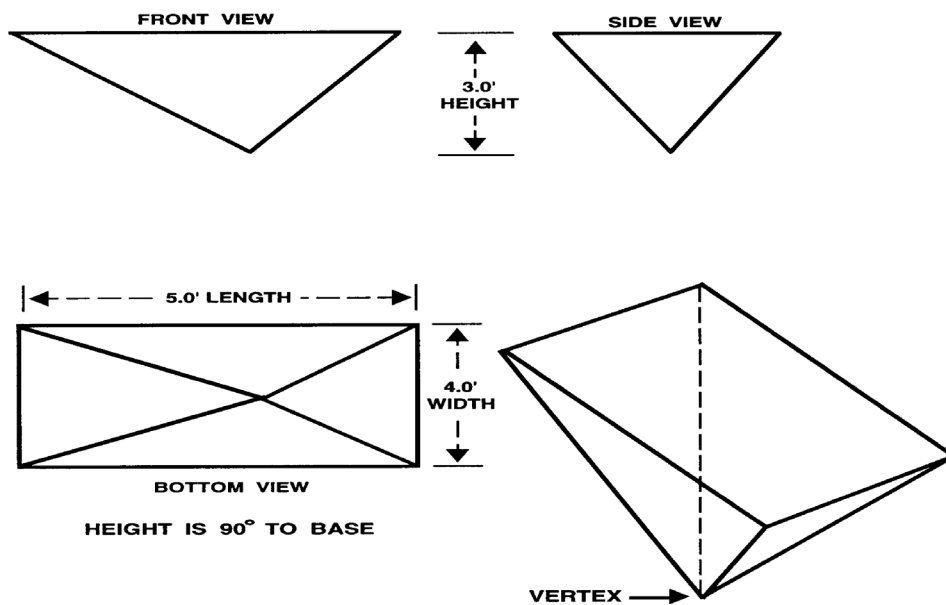 FRONT VIEW
SIDE VIEW
3.0'
HEIGHT
5.0' LENGTH
4.0'
WIDTH
BOTTOM VIEW
HEIGHT IS 90° TO BASE
VERTEX